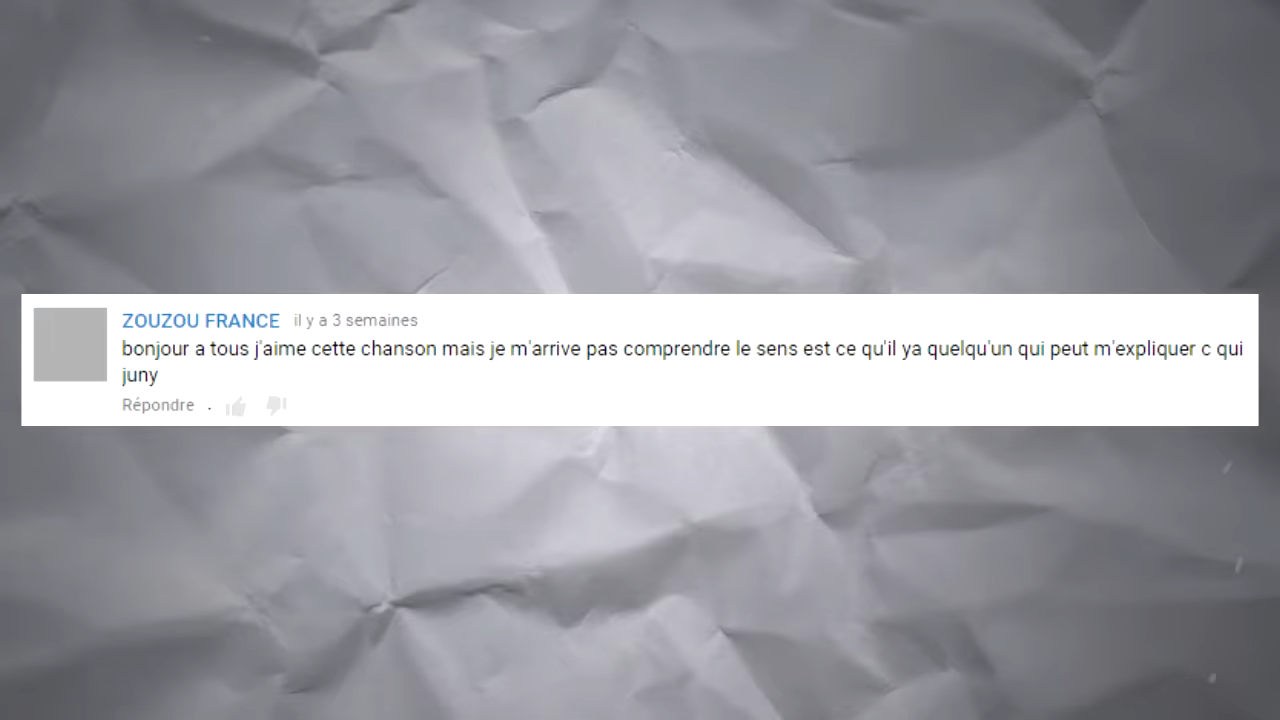 ZOUZOU FRANCE il y a 3 semaines
bonjour a tous j'aime cette chanson mais je m'arrive pas comprendre le sens est ce qu'il ya quelqu'un qui peut m'expliquer c qui
juny
Répondre .